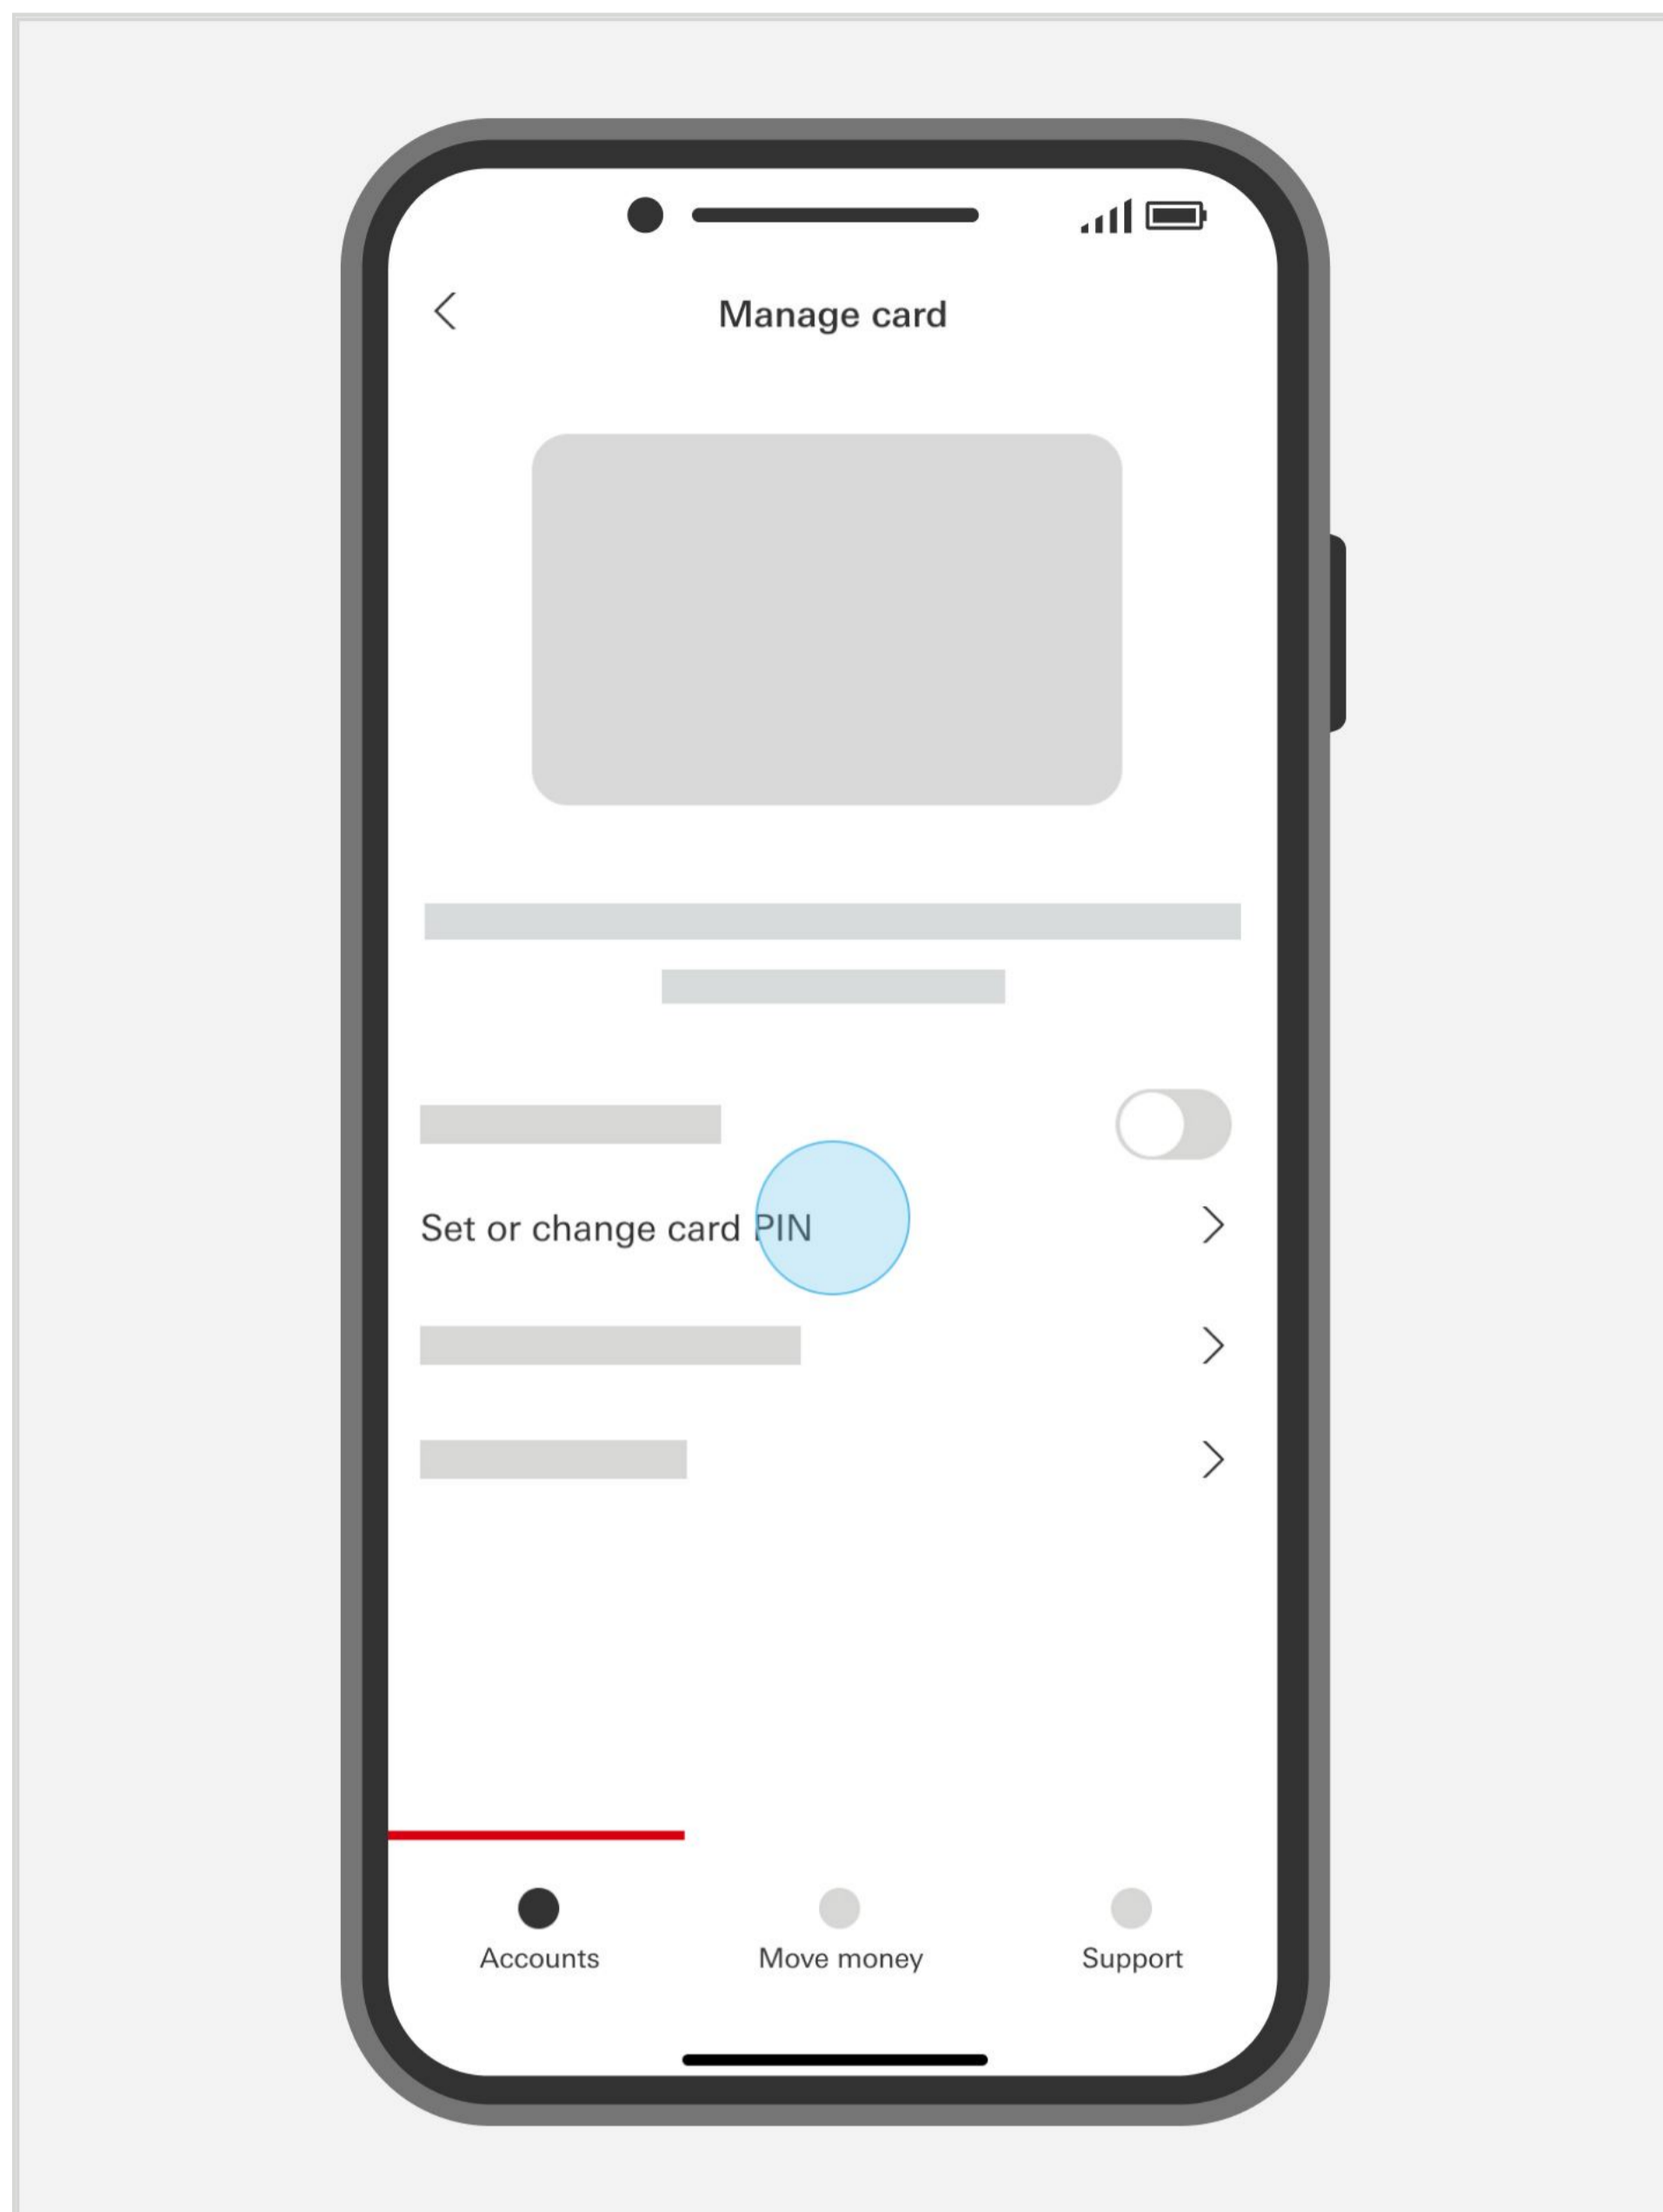 Manage card
Set or change card PIN
Accounts
Move money
Support